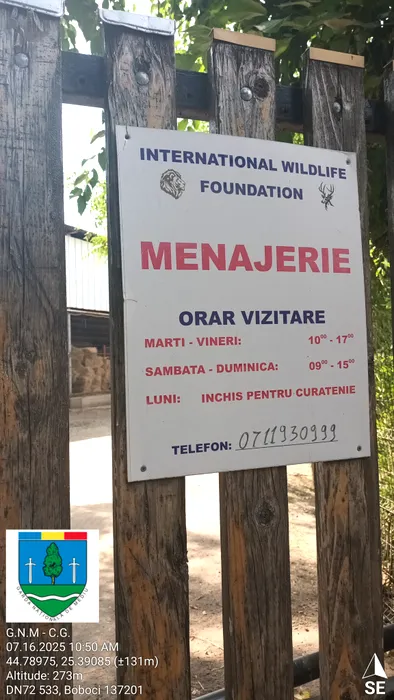 INTERNATIONAL WILDLIFE
FOUNDATION
MENAJERIE
ORAR VIZITARE
MARTI - VINERI: 10⁰⁰ - 17⁰⁰
SAMBATA - DUMINICA: 09⁰⁰ - 15⁰⁰
LUNI: INCHIS PENTRU CURATENIE
TELEFON: 0711930999
G.N.M - C.G.
07.16.2025 10:50 AM
44.78975, 25.39085 (±131m)
Altitude: 273m
DN72 533, Boboci 137201
SE